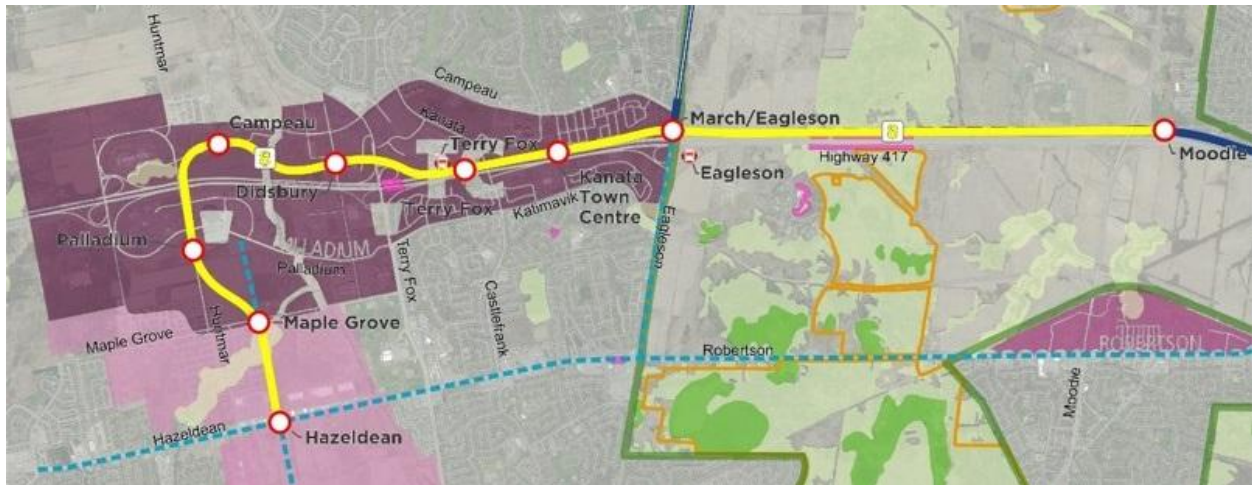 Huntmar
Campeau
Campeau
Kanata
March/Eagleson
Terry Fox
Highway 417
Moodie
Didsbury
Eagleson
Kanata
Town
Centre
Terry Fox
Katimavik
Eagleson
Palladium
PALLADIUM
Palladium
Terry Fox
Castlefrank
Huntmar
Maple Grove
Maple Grove
Robertson
ROBERTSON
Moodie
Hazeldean
Hazeldean